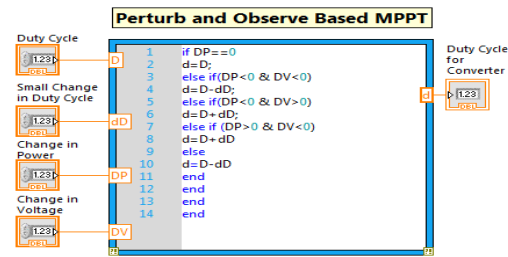 Perturb and Observe Based MPPT
Duty Cycle
1.23
DBL
D
Small Change
in Duty Cycle
1.23
DBL
dD
Change in
Power
1.23
DBL
DP
Change in
Voltage
1.23
DBL
DV
1 if DP==0
2 d=D;
3 else if(DP<0 & DV<0)
4 d=D-dD;
5 else if(DP<0 & DV>0)
6 d=D+dD;
7 else if (DP>0 & DV<0)
8 d=D+dD
9 else
10 d=D-dD
11 end
12 end
13 end
14 end
d
Duty Cycle
for
Converter
1.23
DBL